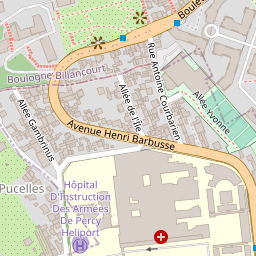 Boule
Boulogne Billancourt
Rue Antoine Courbarien
Allée de l'Île
Allée Yvonne
Allée Gambrinus
Avenue Henri Barbusse
Pucelles
Hôpital
D'Instruction
Des Armées
De Percy
Heliport
H